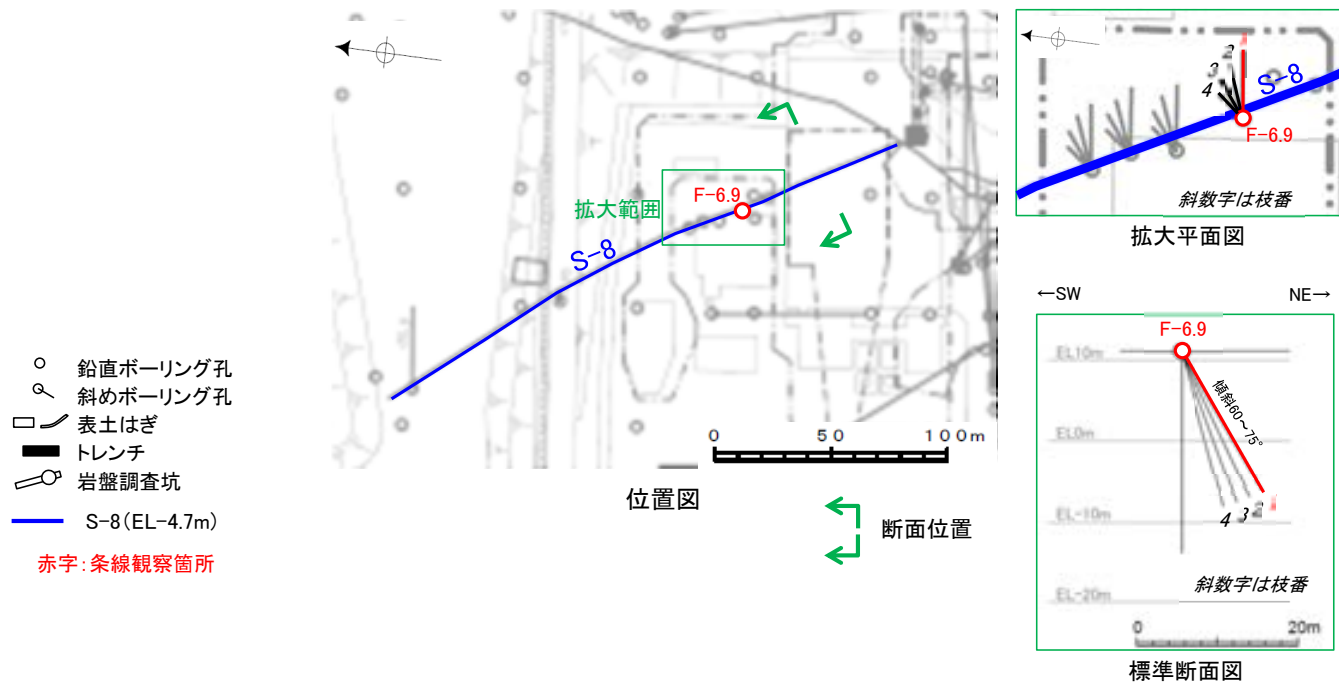 鉛直ボーリング孔
斜めボーリング孔
表土はぎ
トレンチ
岩盤調査坑
S-8(EL-4.7m)
赤字：条線観察箇所
F-6.9
拡大範囲
S-8
0 50 100m
位置図
断面位置
1
2
3
4
S-8
F-6.9
斜数字は枝番
拡大平面図
←SW NE→
F-6.9
EL10m
傾斜60～75°
EL0m
EL-10m
4 3 2 1
斜数字は枝番
EL-20m
0 20m
標準断面図